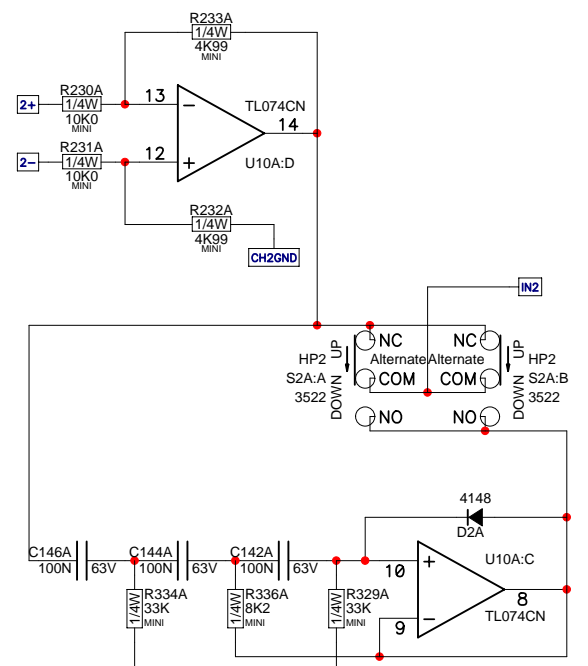 R233A
1/4W
4K99
MINI
R230A
2+
1/4W
10K0
MINI
13
TL074CN
14
R231A
2-
1/4W
10K0
MINI
12
U10A:D
R232A
1/4W
4K99
MINI
CH2GND
IN2
NC
NC
UP
UP
HP2
Alternate
Alternate
HP2
S2A:A
COM
COM
S2A:B
3522
3522
DOWN
DOWN
NO
NO
4148
D2A
C146A
C144A
C142A
U10A:C
100N
63V
100N
63V
100N
63V
10
R334A
33K
MINI
1/4W
R336A
8K2
MINI
1/4W
R329A
33K
MINI
1/4W
9
8
TL074CN